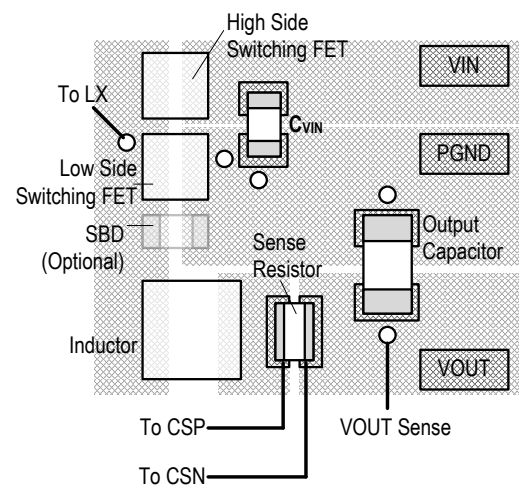 High Side
Switching FET
VIN
To LX
CVIN
PGND
Low Side
Switching FET
SBD
(Optional)
Sense
Resistor
Output
Capacitor
Inductor
VOUT
To CSP
VOUT Sense
To CSN